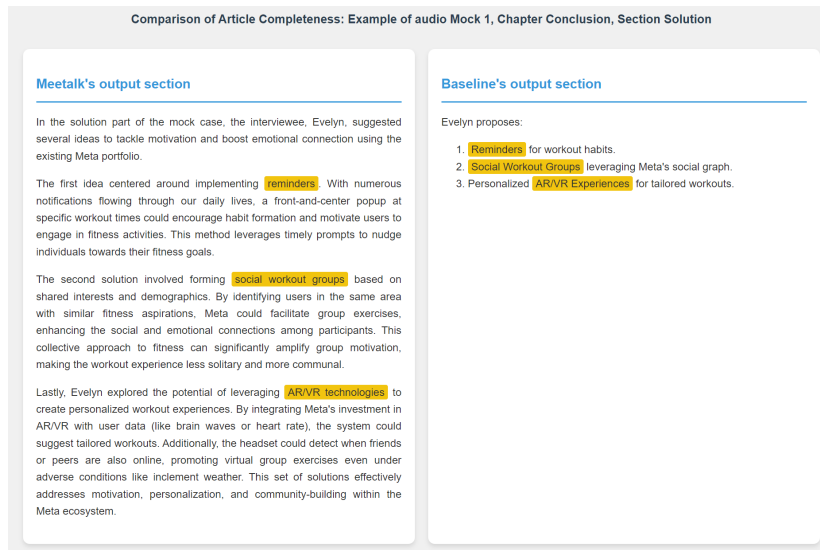 Comparison of Article Completeness: Example of audio Mock 1, Chapter Conclusion, Section Solution
Meetalk's output section
In the solution part of the mock case, the interviewee, Evelyn, suggested
several ideas to tackle motivation and boost emotional connection using the
existing Meta portfolio.
The first idea centered around implementing reminders. With numerous
notifications flowing through our daily lives, a front-and-center popup at
specific workout times could encourage habit formation and motivate users to
engage in fitness activities. This method leverages timely prompts to nudge
individuals towards their fitness goals.
The second solution involved forming social workout groups based on
shared interests and demographics. By identifying users in the same area
with similar fitness aspirations, Meta could facilitate group exercises,
enhancing the social and emotional connections among participants. This
collective approach to fitness can significantly amplify group motivation,
making the workout experience less solitary and more communal.
Lastly, Evelyn explored the potential of leveraging AR/VR technologies to
create personalized workout experiences. By integrating Meta's investment in
AR/VR with user data (like brain waves or heart rate), the system could
suggest tailored workouts. Additionally, the headset could detect when friends
or peers are also online, promoting virtual group exercises even under
adverse conditions like inclement weather. This set of solutions effectively
addresses motivation, personalization, and community-building within the
Meta ecosystem.
Baseline's output section
Evelyn proposes:
1. Reminders for workout habits.
2. Social Workout Groups leveraging Meta's social graph.
3. Personalized AR/VR Experiences for tailored workouts.